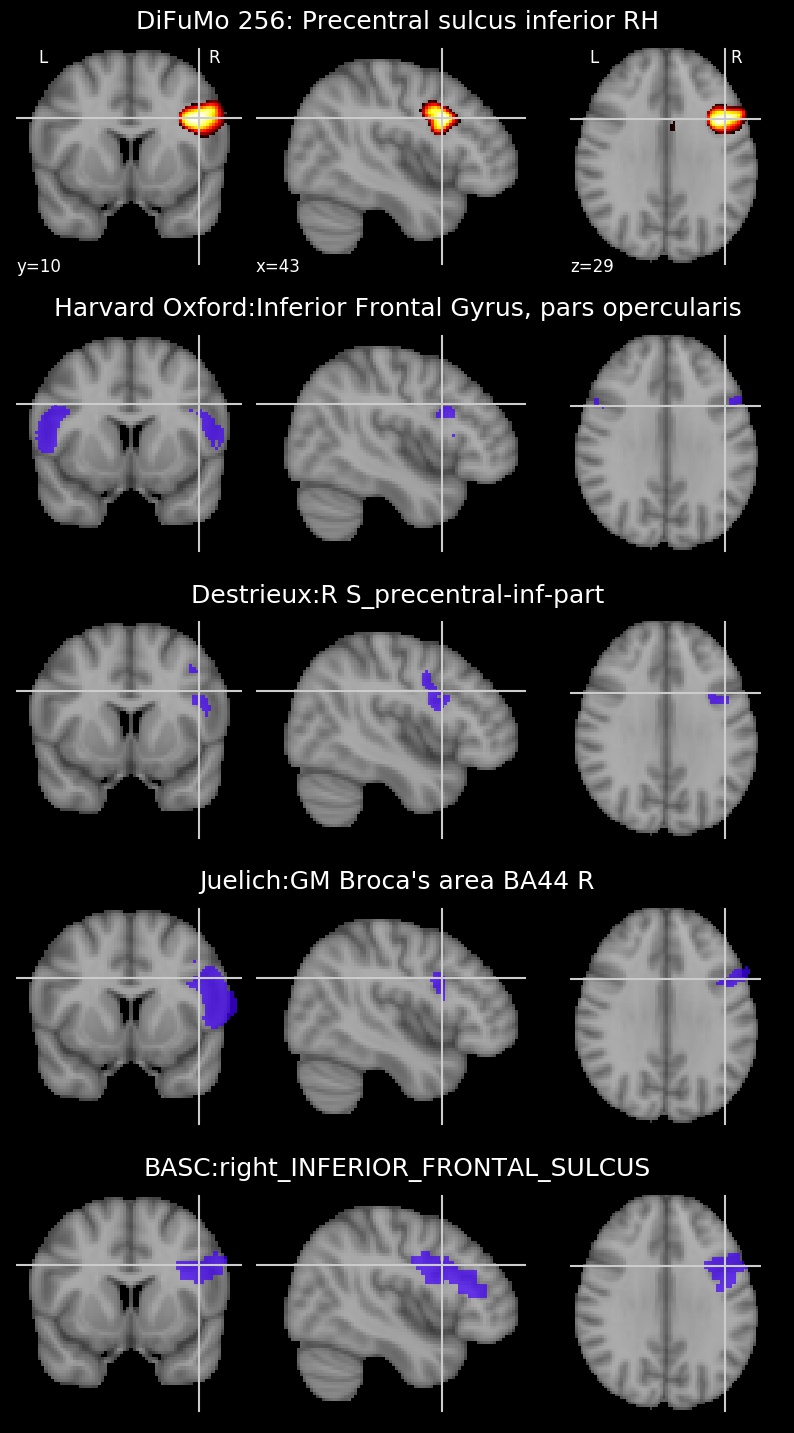 DiFuMo 256: Precentral sulcus inferior RH
L R L R
y=10 x=43 z=29
Harvard Oxford:Inferior Frontal Gyrus, pars opercularis
Destrieux:R S_precentral-inf-part
Juelich:GM Broca's area BA44 R
BASC:right_INFERIOR_FRONTAL_SULCUS